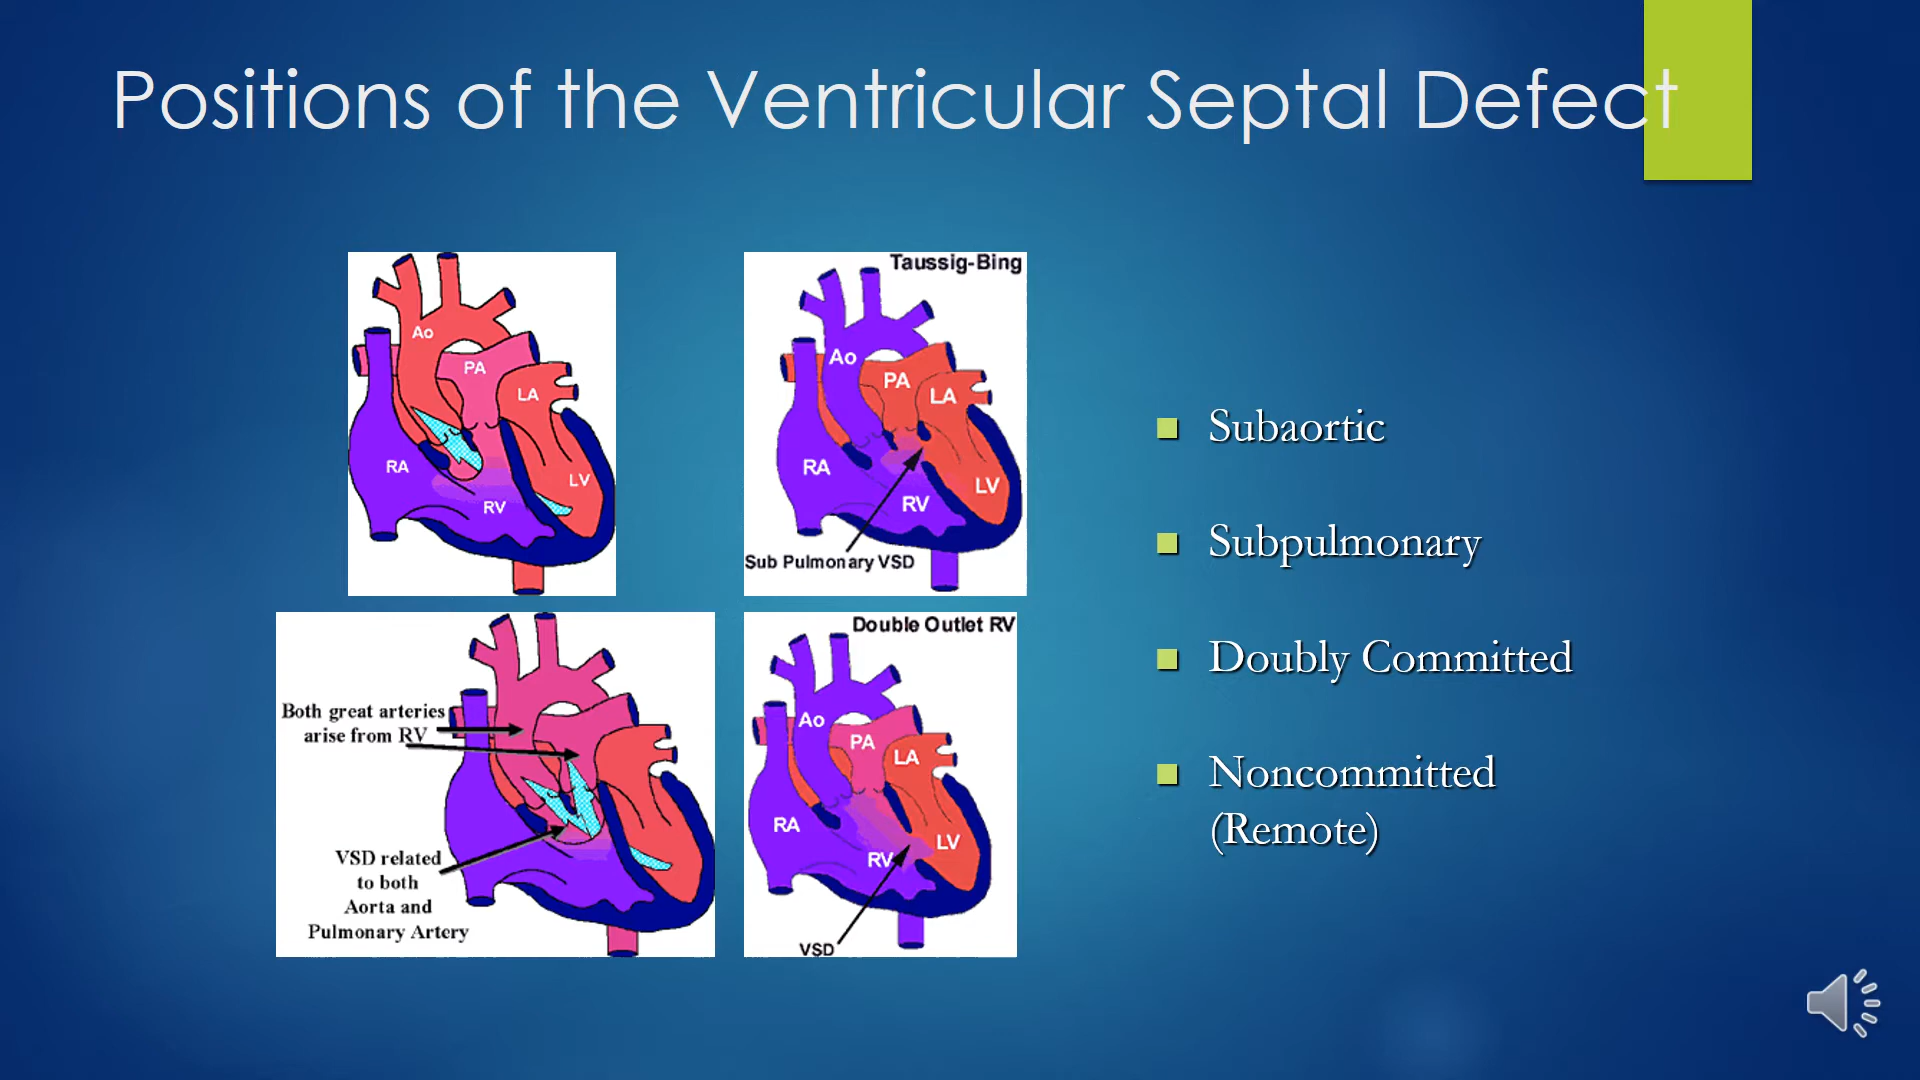 Positions of the Ventricular Septal Defect
Ao
PA
LA
RA
LV
RV
Taussig-Bing
Ao
PA
LA
RA
LV
RV
Sub Pulmonary VSD
Both great arteries
arise from RV
VSD related
to both
Aorta and
Pulmonary Artery
Double Outlet RV
Ao
PA
LA
RA
LV
RV
VSD
Subaortic
Subpulmonary
Doubly Committed
Noncommitted
(Remote)